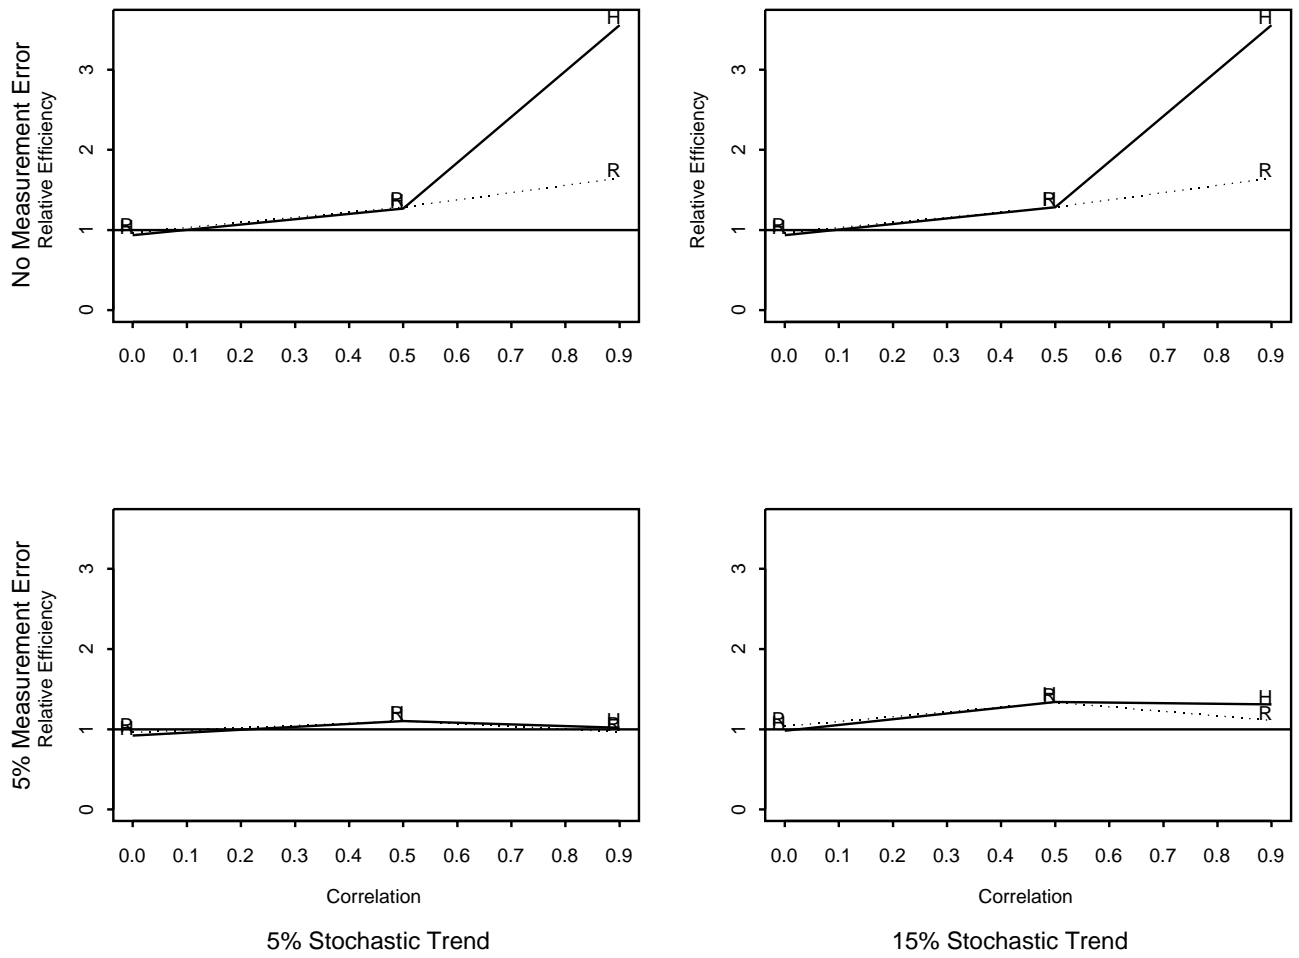 No Measurement Error
Relative Efficiency
3
2
1
0
H
R
R
H
R
H
0.0 0.1 0.2 0.3 0.4 0.5 0.6 0.7 0.8 0.9
Relative Efficiency
3
2
1
0
H
R
R
H
R
H
0.0 0.1 0.2 0.3 0.4 0.5 0.6 0.7 0.8 0.9
5% Measurement Error
Relative Efficiency
3
2
1
0
R
H
R
H
H
R
0.0 0.1 0.2 0.3 0.4 0.5 0.6 0.7 0.8 0.9
Correlation
5% Stochastic Trend
3
2
1
0
R
H
R
H
H
R
0.0 0.1 0.2 0.3 0.4 0.5 0.6 0.7 0.8 0.9
Correlation
15% Stochastic Trend